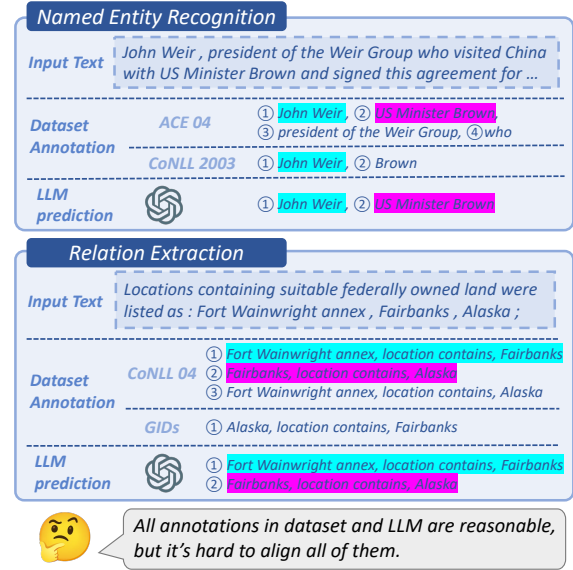 Named Entity Recognition
Input Text
John Weir , president of the Weir Group who visited China
with US Minister Brown and signed this agreement for ...
Dataset
Annotation
ACE 04
① John Weir, ② US Minister Brown,
③ president of the Weir Group, ④ who
CoNLL 2003
① John Weir, ② Brown
LLM
prediction
① John Weir, ② US Minister Brown
Relation Extraction
Input Text
Locations containing suitable federally owned land were
listed as : Fort Wainwright annex , Fairbanks , Alaska ;
Dataset
Annotation
CoNLL 04
① Fort Wainwright annex, location contains, Fairbanks
② Fairbanks, location contains, Alaska
③ Fort Wainwright annex, location contains, Alaska
GIDs
① Alaska, location contains, Fairbanks
LLM
prediction
① Fort Wainwright annex, location contains, Fairbanks
② Fairbanks, location contains, Alaska
All annotations in dataset and LLM are reasonable,
but it's hard to align all of them.